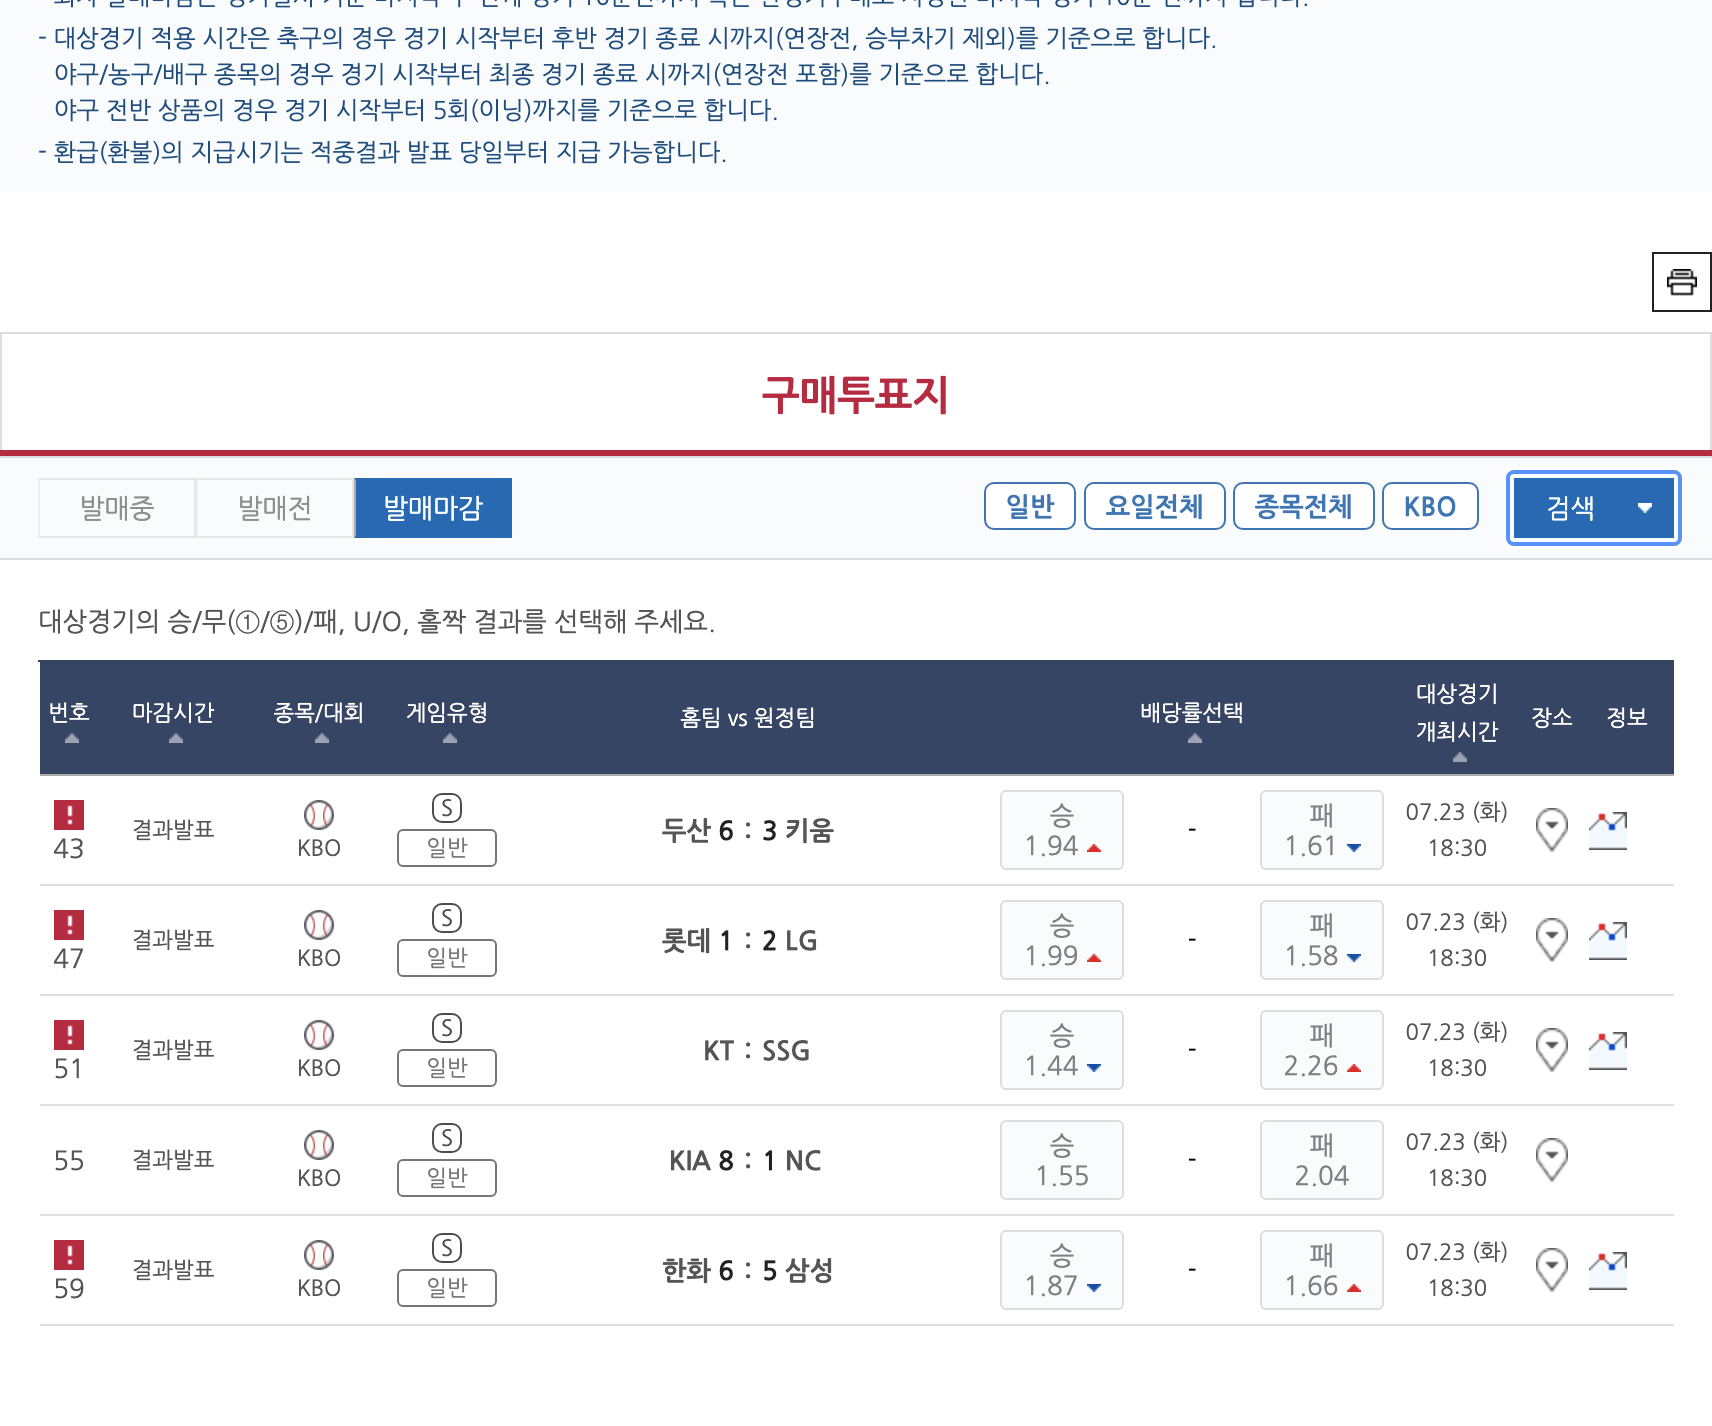 - 대상경기 적용 시간은 축구의 경우 경기 시작부터 후반 경기 종료 시까지(연장전, 승부차기 제외)를 기준으로 합니다.
야구/농구/배구 종목의 경우 경기 시작부터 최종 경기 종료 시까지(연장전 포함)를 기준으로 합니다.
야구 전반 상품의 경우 경기 시작부터 5회(이닝)까지를 기준으로 합니다.
- 환급(환불)의 지급시기는 적중결과 발표 당일부터 지급 가능합니다.
구매투표지
발매중 발매전 발매마감 일반 요일전체 종목전체 KBO 검색
대상경기의 승/무(①/⑤)/패, U/O, 홀짝 결과를 선택해 주세요.
번호 마감시간 종목/대회 게임유형 홈팀 vs 원정팀 배당률선택 대상경기 개최시간 장소 정보
43 결과발표 KBO S 일반 두산 6 : 3 키움 승 1.94 - 패 1.61 07.23 (화) 18:30
47 결과발표 KBO S 일반 롯데 1 : 2 LG 승 1.99 - 패 1.58 07.23 (화) 18:30
51 결과발표 KBO S 일반 KT : SSG 승 1.44 - 패 2.26 07.23 (화) 18:30
55 결과발표 KBO S 일반 KIA 8 : 1 NC 승 1.55 - 패 2.04 07.23 (화) 18:30
59 결과발표 KBO S 일반 한화 6 : 5 삼성 승 1.87 - 패 1.66 07.23 (화) 18:30